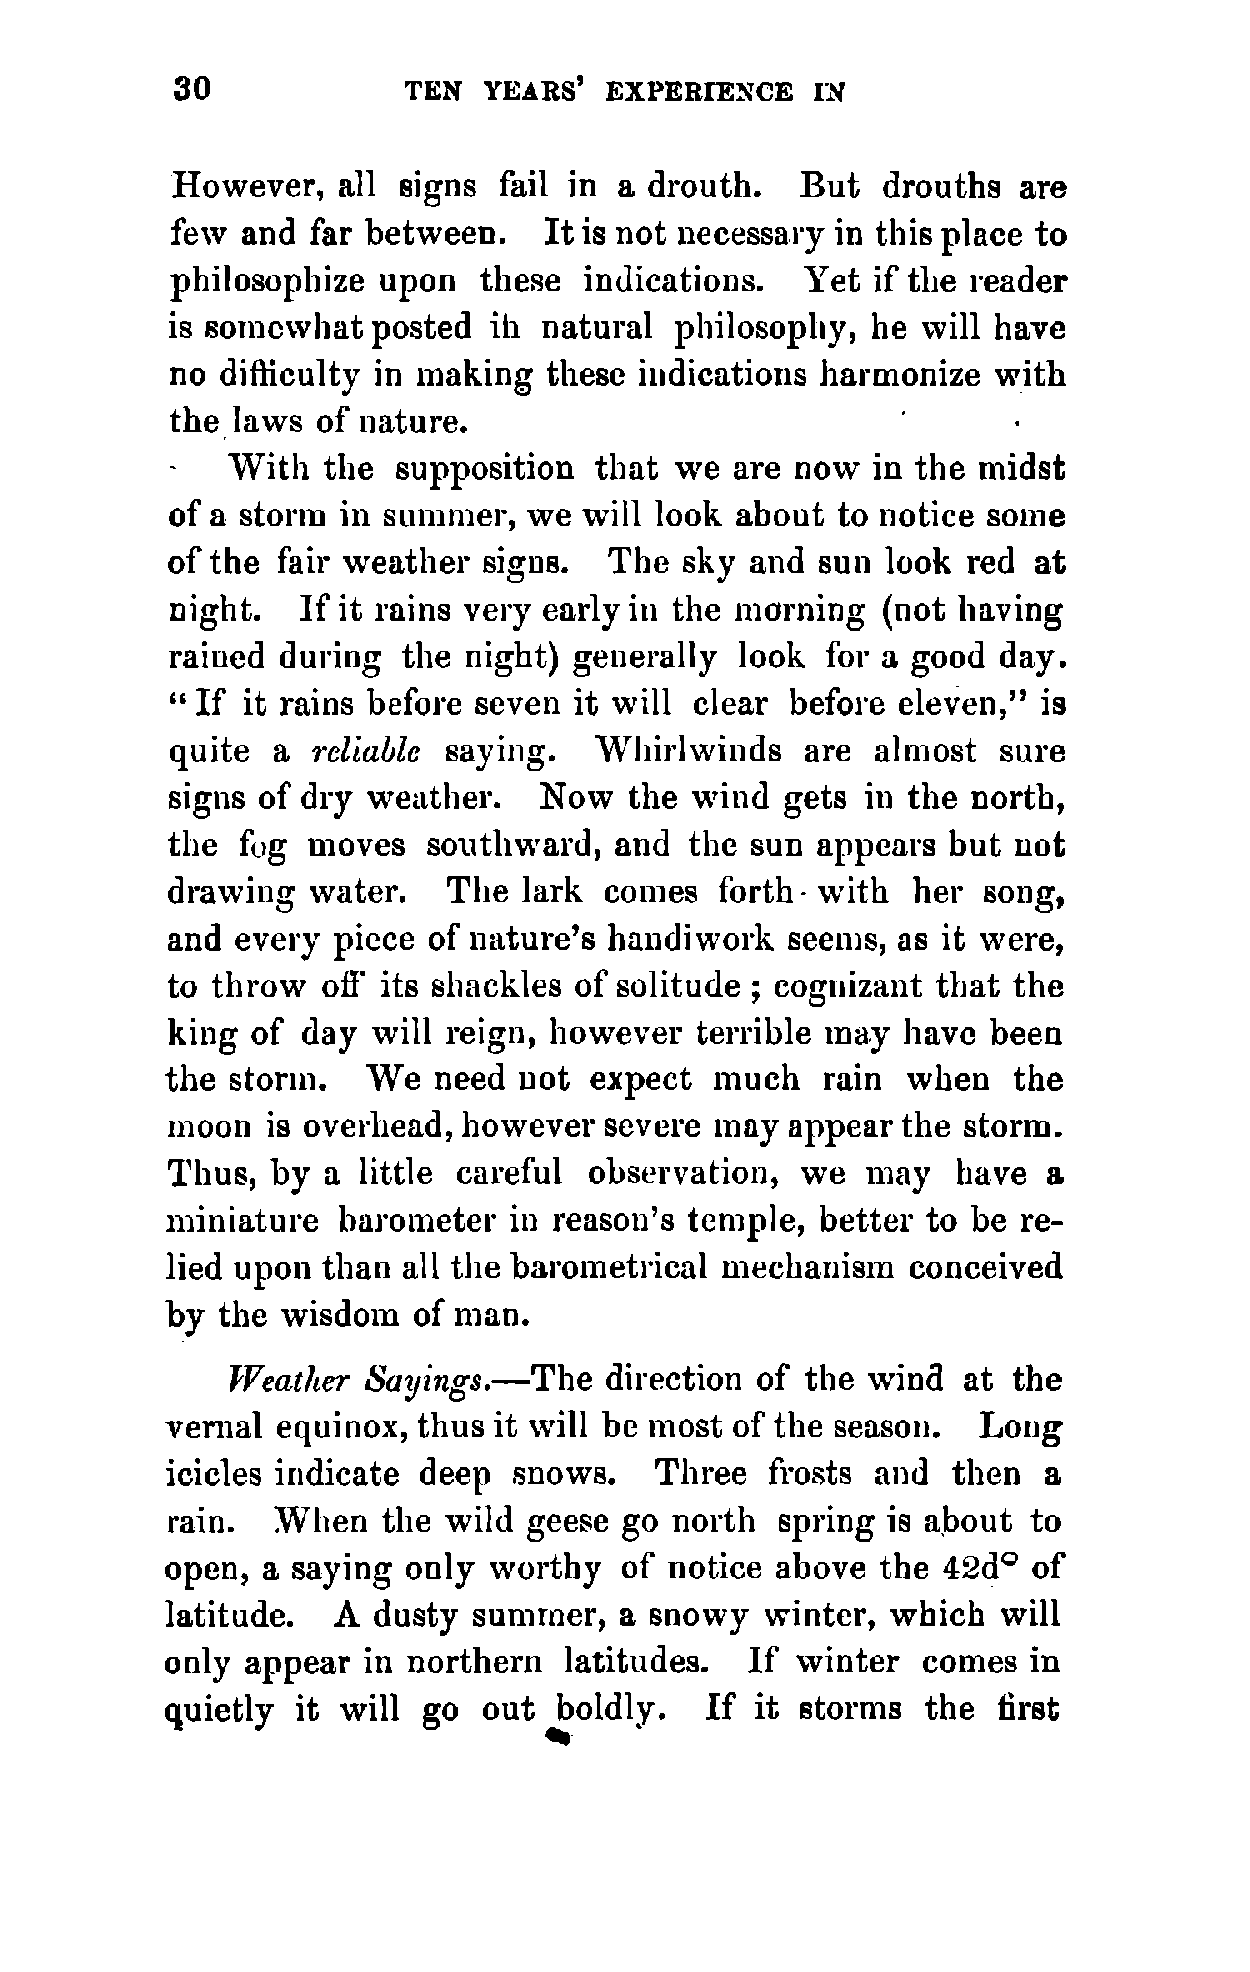 30 TEN YEARS' EXPERIENCE IN
However, all signs fail in a drouth. But drouths are
few and far between. It is not necessary in this place to
philosophize upon these indications. Yet if the reader
is somewhat posted in natural philosophy, he will have
no difficulty in making these indications harmonize with
the laws of nature.
With the supposition that we are now in the midst
of a storm in summer, we will look about to notice some
of the fair weather signs. The sky and sun look red at
night. If it rains very early in the morning (not having
rained during the night) generally look for a good day.
"If it rains before seven it will clear before eleven," is
quite a reliable saying. Whirlwinds are almost sure
signs of dry weather. Now the wind gets in the north,
the fog moves southward, and the sun appears but not
drawing water. The lark comes forth with her song,
and every piece of nature's handiwork seems, as it were,
to throw off its shackles of solitude; cognizant that the
king of day will reign, however terrible may have been
the storm. We need not expect much rain when the
moon is overhead, however severe may appear the storm.
Thus, by a little careful observation, we may have a
miniature barometer in reason's temple, better to be re-
lied upon than all the barometrical mechanism conceived
by the wisdom of man.
Weather Sayings.—The direction of the wind at the
vernal equinox, thus it will be most of the season. Long
icicles indicate deep snows. Three frosts and then a
rain. When the wild geese go north spring is about to
open, a saying only worthy of notice above the 42d° of
latitude. A dusty summer, a snowy winter, which will
only appear in northern latitudes. If winter comes in
quietly it will go out boldly. If it storms the first